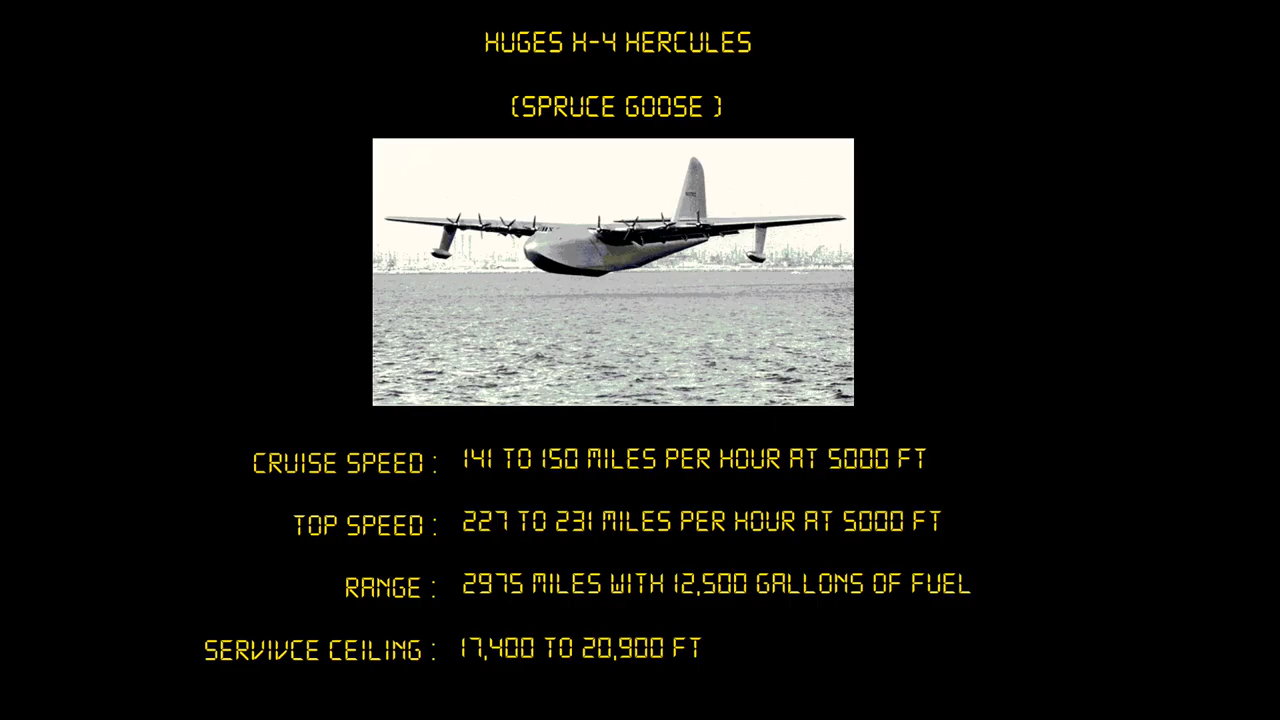 HUGES H-4 HERCULES
(SPRUCE GOOSE )
CRUISE SPEED : 141 TO 150 MILES PER HOUR AT 5000 FT
TOP SPEED : 227 TO 231 MILES PER HOUR AT 5000 FT
RANGE : 2975 MILES WITH 12,500 GALLONS OF FUEL
SERVIVCE CEILING : 17,400 TO 20,900 FT